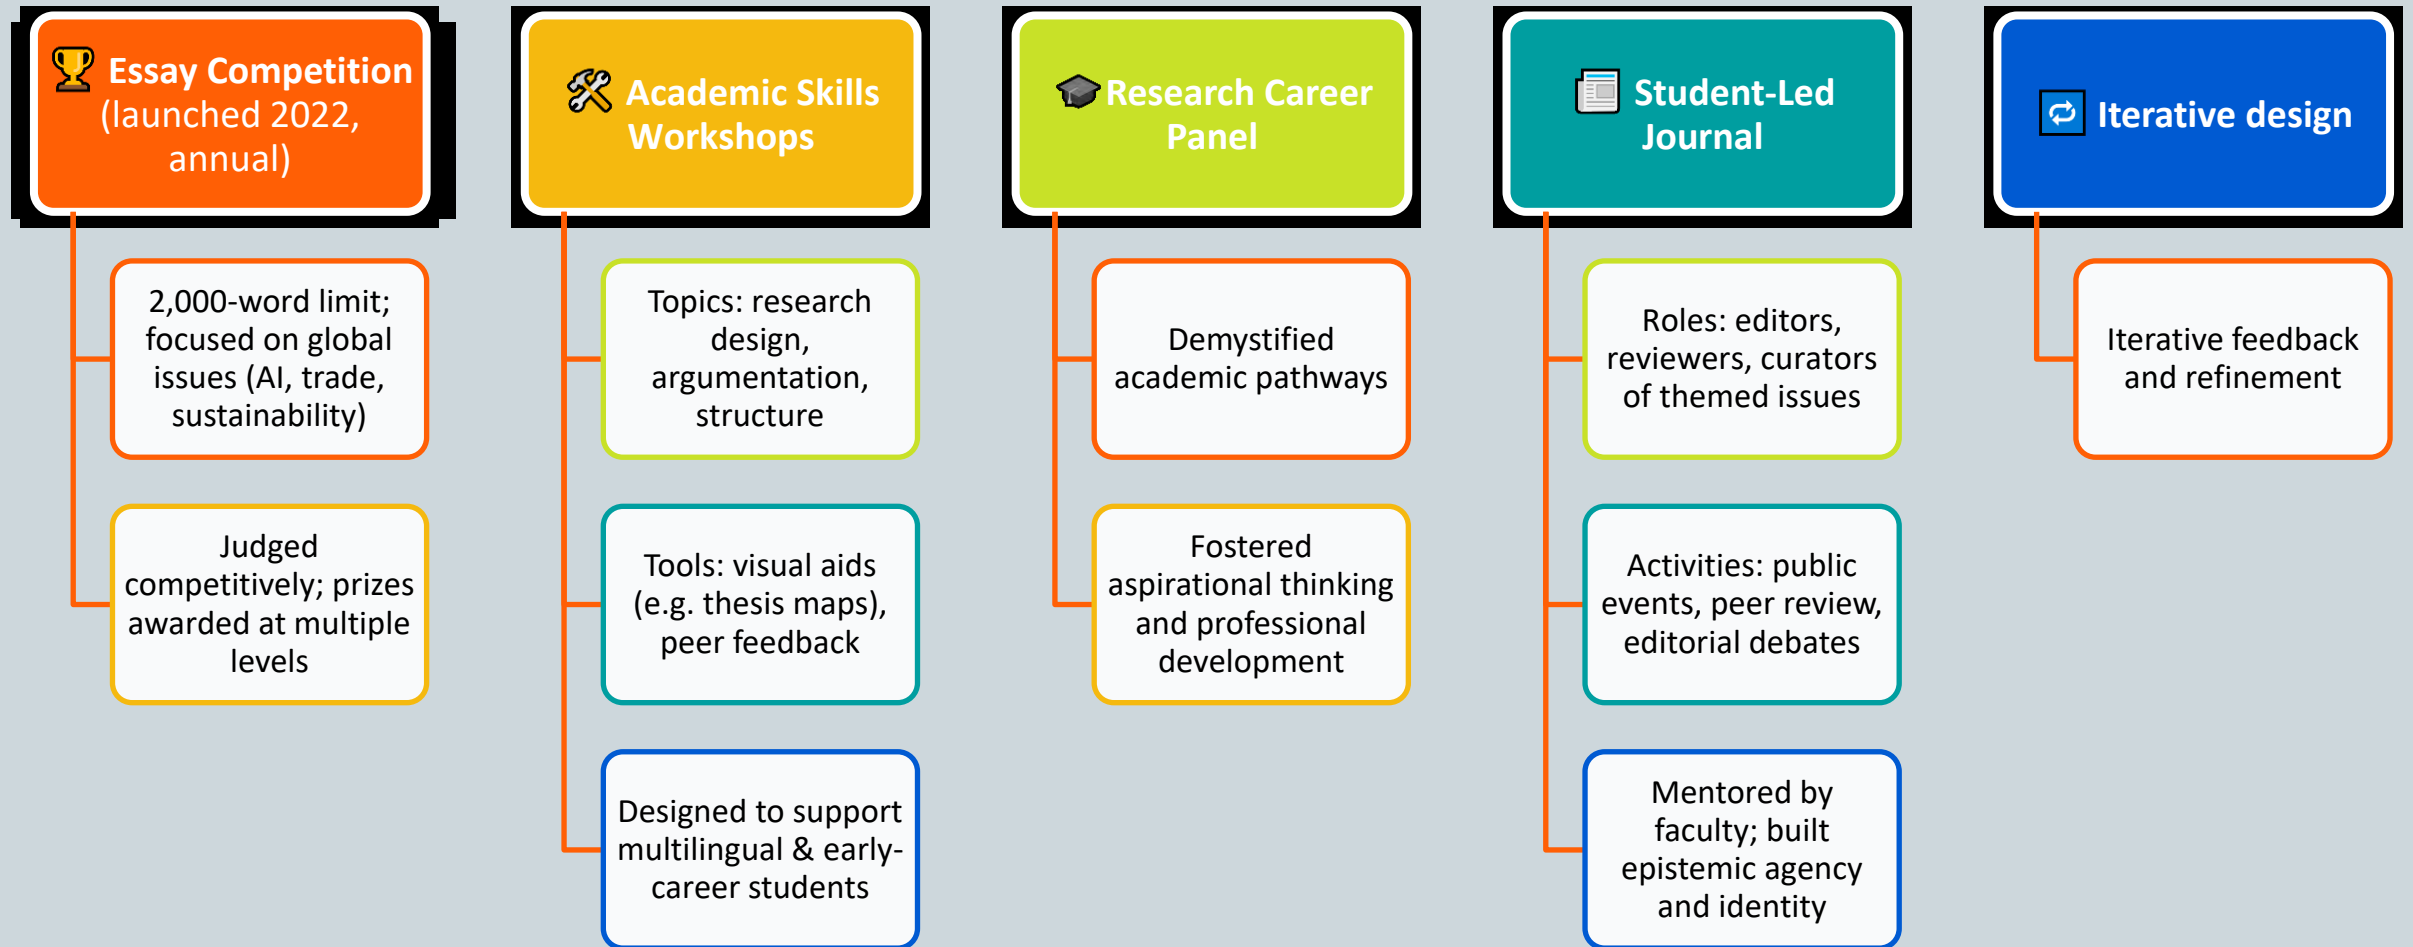 Essay Competition
(launched 2022,
annual)
2,000-word limit;
focused on global
issues (AI, trade,
sustainability)
Judged
competitively; prizes
awarded at multiple
levels
Academic Skills
Workshops
Topics: research
design,
argumentation,
structure
Tools: visual aids
(e.g. thesis maps),
peer feedback
Designed to support
multilingual & early-
career students
Research Career
Panel
Demystified
academic pathways
Fostered
aspirational thinking
and professional
development
Student-Led
Journal
Roles: editors,
reviewers, curators
of themed issues
Activities: public
events, peer review,
editorial debates
Mentored by
faculty; built
epistemic agency
and identity
Iterative design
Iterative feedback
and refinement